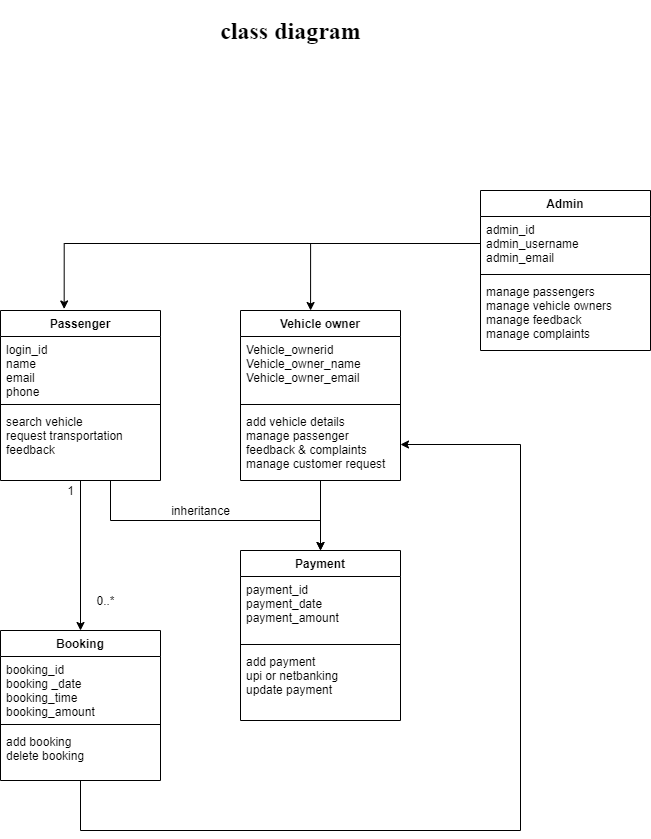 class diagram
Admin
admin_id
admin_username
admin_email
manage passengers
manage vehicle owners
manage feedback
manage complaints
Passenger
login_id
name
email
phone
search vehicle
request transportation
feedback
Vehicle owner
Vehicle_ownerid
Vehicle_owner_name
Vehicle_owner_email
add vehicle details
manage passenger
feedback & complaints
manage customer request
1
inheritance
0..*
Payment
payment_id
payment_date
payment_amount
add payment
upi or netbanking
update payment
Booking
booking_id
booking _date
booking_time
booking_amount
add booking
delete booking